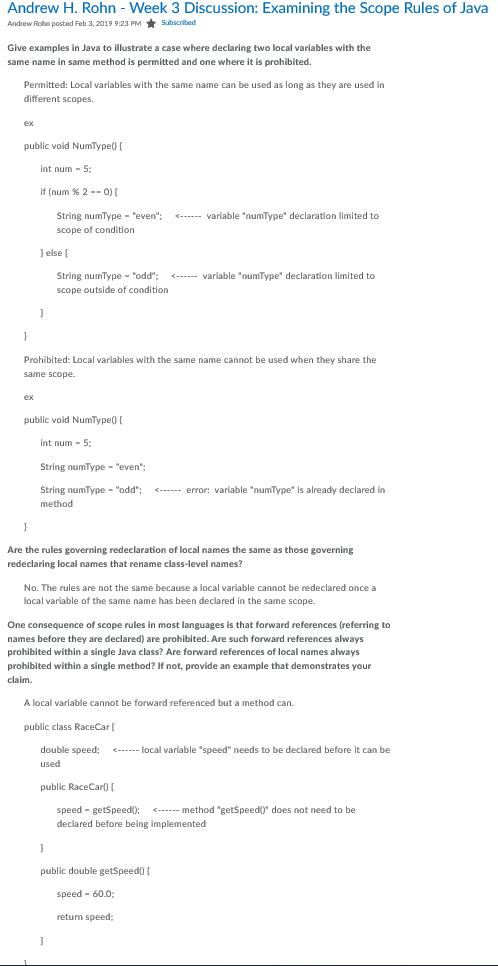 Andrew H. Rohn - Week 3 Discussion: Examining the Scope Rules of Java
Andrew Rohn posted Feb 3, 2019 9:23 PM ★ Subscribed
Give examples in Java to illustrate a case where declaring two local variables with the
same name in same method is permitted and one where it is prohibited.
Permitted: Local variables with the same name can be used as long as they are used in
different scopes.
ex
public void NumType() {
int num = 5;
if (num % 2 == 0) {
String numType = "even"; <------ variable "numType" declaration limited to
scope of condition
} else {
String numType = "odd"; <------ variable "numType" declaration limited to
scope outside of condition
}
}
Prohibited: Local variables with the same name cannot be used when they share the
same scope.
ex
public void NumType() {
int num = 5;
String numType = "even";
String numType = "odd"; <------ error: variable "numType" is already declared in
method
}
Are the rules governing redeclaration of local names the same as those governing
redeclaring local names that rename class-level names?
No. The rules are not the same because a local variable cannot be redeclared once a
local variable of the same name has been declared in the same scope.
One consequence of scope rules in most languages is that forward references (referring to
names before they are declared) are prohibited. Are such forward references always
prohibited within a single Java class? Are forward references of local names always
prohibited within a single method? If not, provide an example that demonstrates your
claim.
A local variable cannot be forward referenced but a method can.
public class RaceCar {
double speed; <------ local variable "speed" needs to be declared before it can be
used
public RaceCar() {
speed = getSpeed(); <------ method "getSpeed()" does not need to be
declared before being implemented
}
public double getSpeed() {
speed = 60.0;
return speed;
}
}